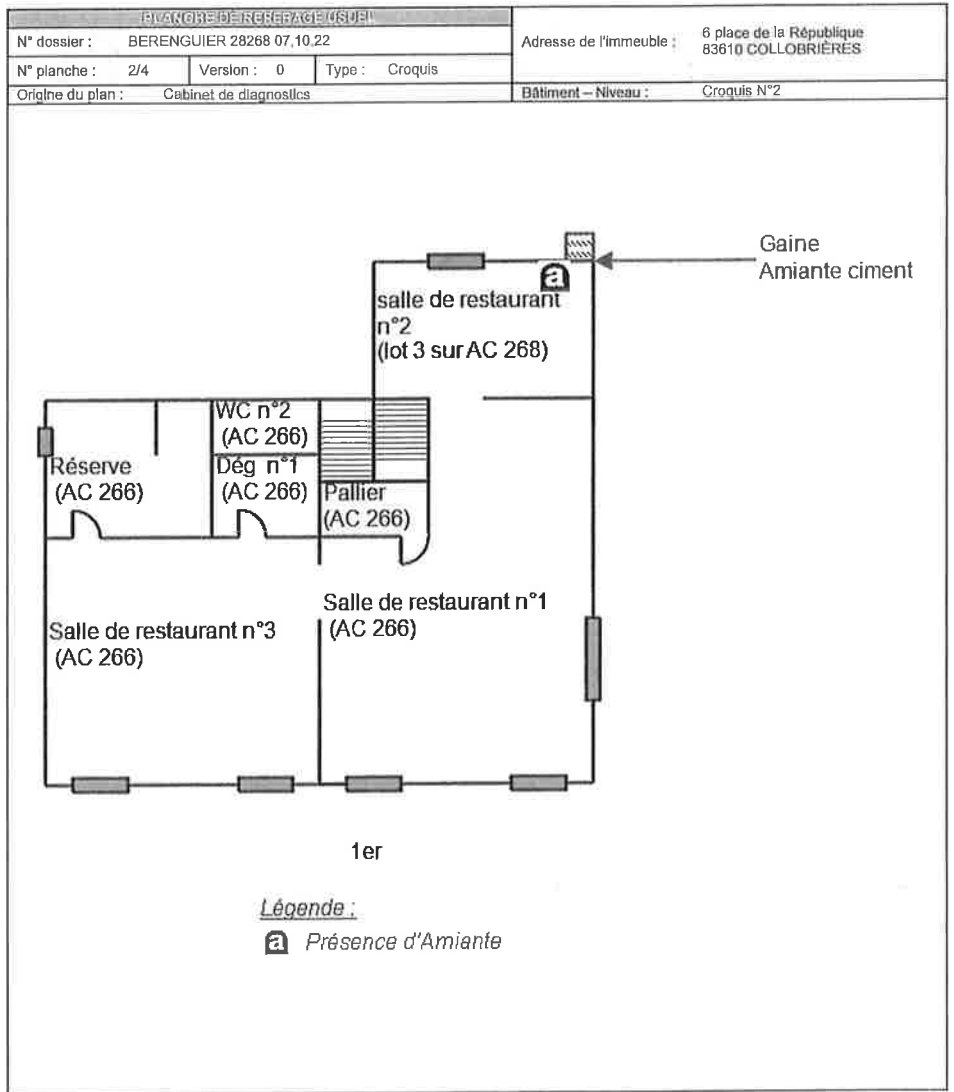 PLANCHE DE REPERAGE USUEL
N° dossier : BERENGUIER 28268 07,10,22
Adresse de l'immeuble : 6 place de la République
83610 COLLOBRIÈRES
N° planche : 2/4 Version : 0 Type : Croquis
Origine du plan : Cabinet de diagnostics
Bâtiment – Niveau : Croquis N°2
Gaine
Amiante ciment
a
salle de restaurant
n°2
(lot 3 sur AC 268)
WC n°2
(AC 266)
Réserve
(AC 266)
Dég n°1
(AC 266)
Pallier
(AC 266)
Salle de restaurant n°1
(AC 266)
Salle de restaurant n°3
(AC 266)
1er
Légende :
a Présence d'Amiante